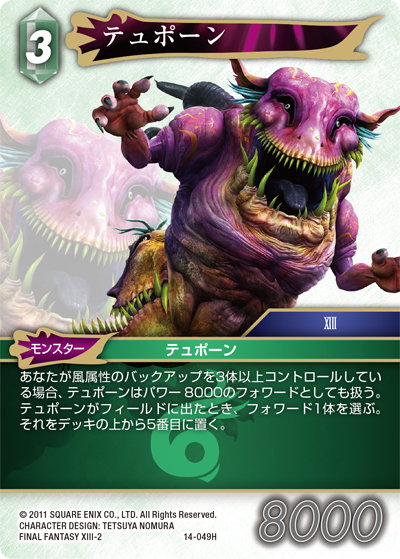 3
テュポーン
XIII
モンスター
テュポーン
あなたが風属性のバックアップを3体以上コントロールしてい
る場合、テュポーンはパワー8000のフォワードとしても扱う。
テュポーンがフィールドに出たとき、フォワード1体を選ぶ。
それをデッキの上から5番目に置く。
6
© 2011 SQUARE ENIX CO., LTD. All Rights Reserved.
CHARACTER DESIGN: TETSUYA NOMURA
FINAL FANTASY XIII-2
14-049H
8000